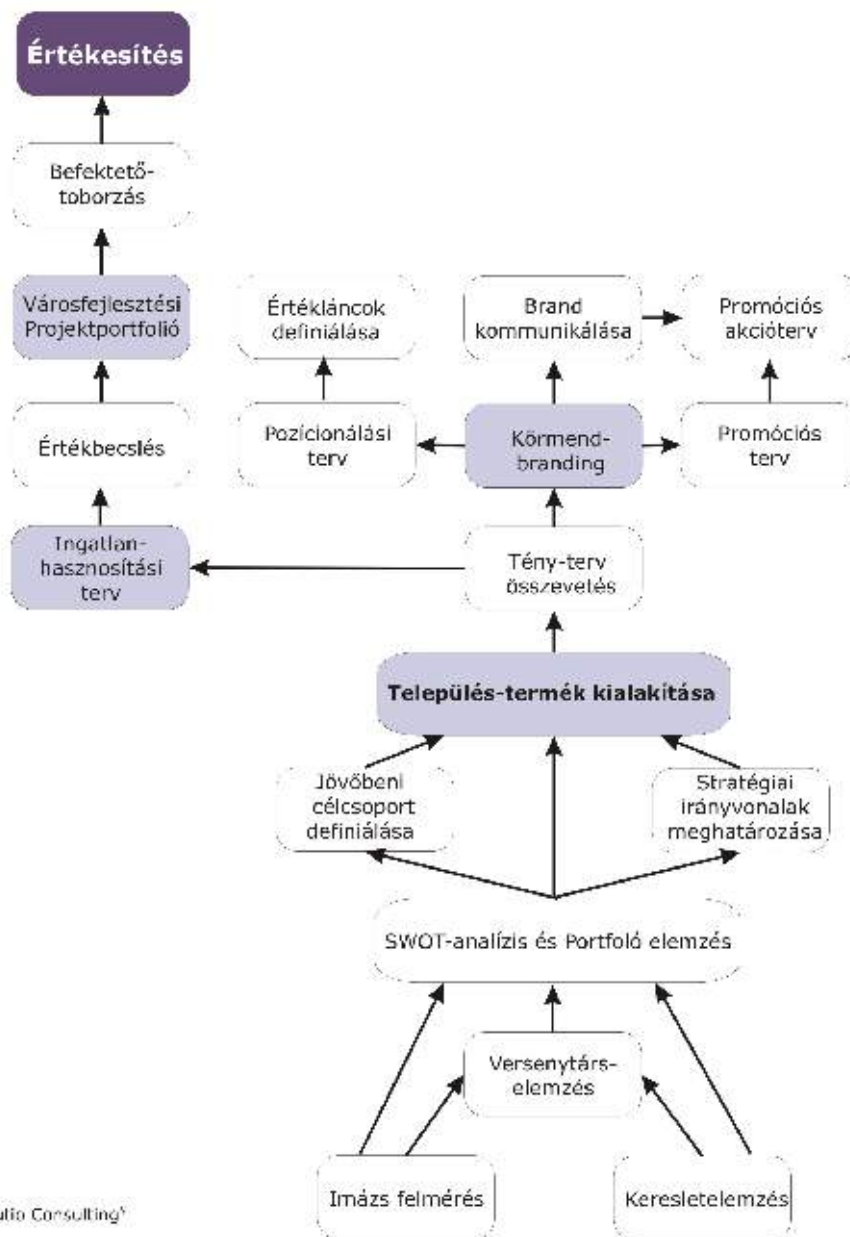 Értékesítés
Befektető-
toborzás
Városfejlesztési
Projektportfolió
Értékláncok
definiálása
Brand
kommunikálása
Promóciós
akcióterv
Értékbecslés
Pozícionálási
terv
Körmend-
branding
Promóciós
terv
Ingatlan-
hasznosítási
terv
Tény-terv
összevetés
Település-termék kialakítása
Jövőbeni
célcsoport
definiálása
Stratégiai
irányvonalak
meghatározása
SWOT-analízis és Portfoló elemzés
Versenytárs-
elemzés
Imázs felmérés
Keresletelemzés
Consulting